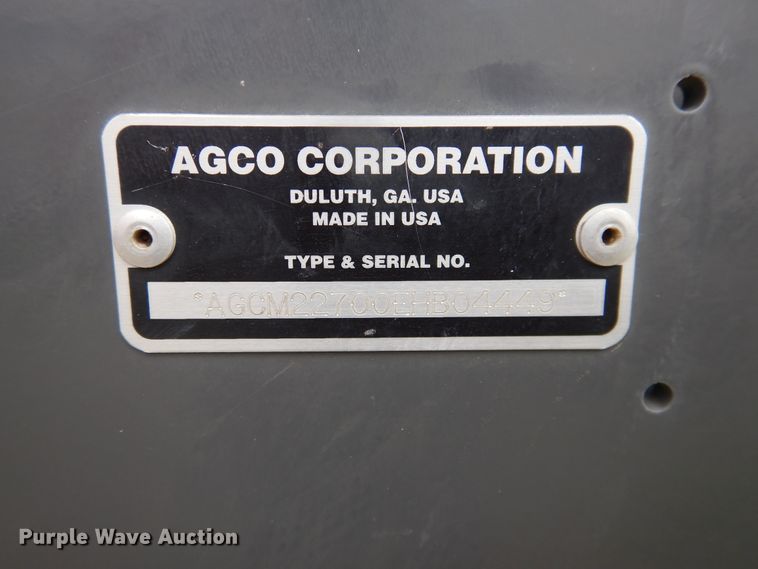 AGCO CORPORATION
DULUTH, GA. USA
MADE IN USA
TYPE & SERIAL NO.
*AGCM22700EHB04449*
Purple Wave Auction